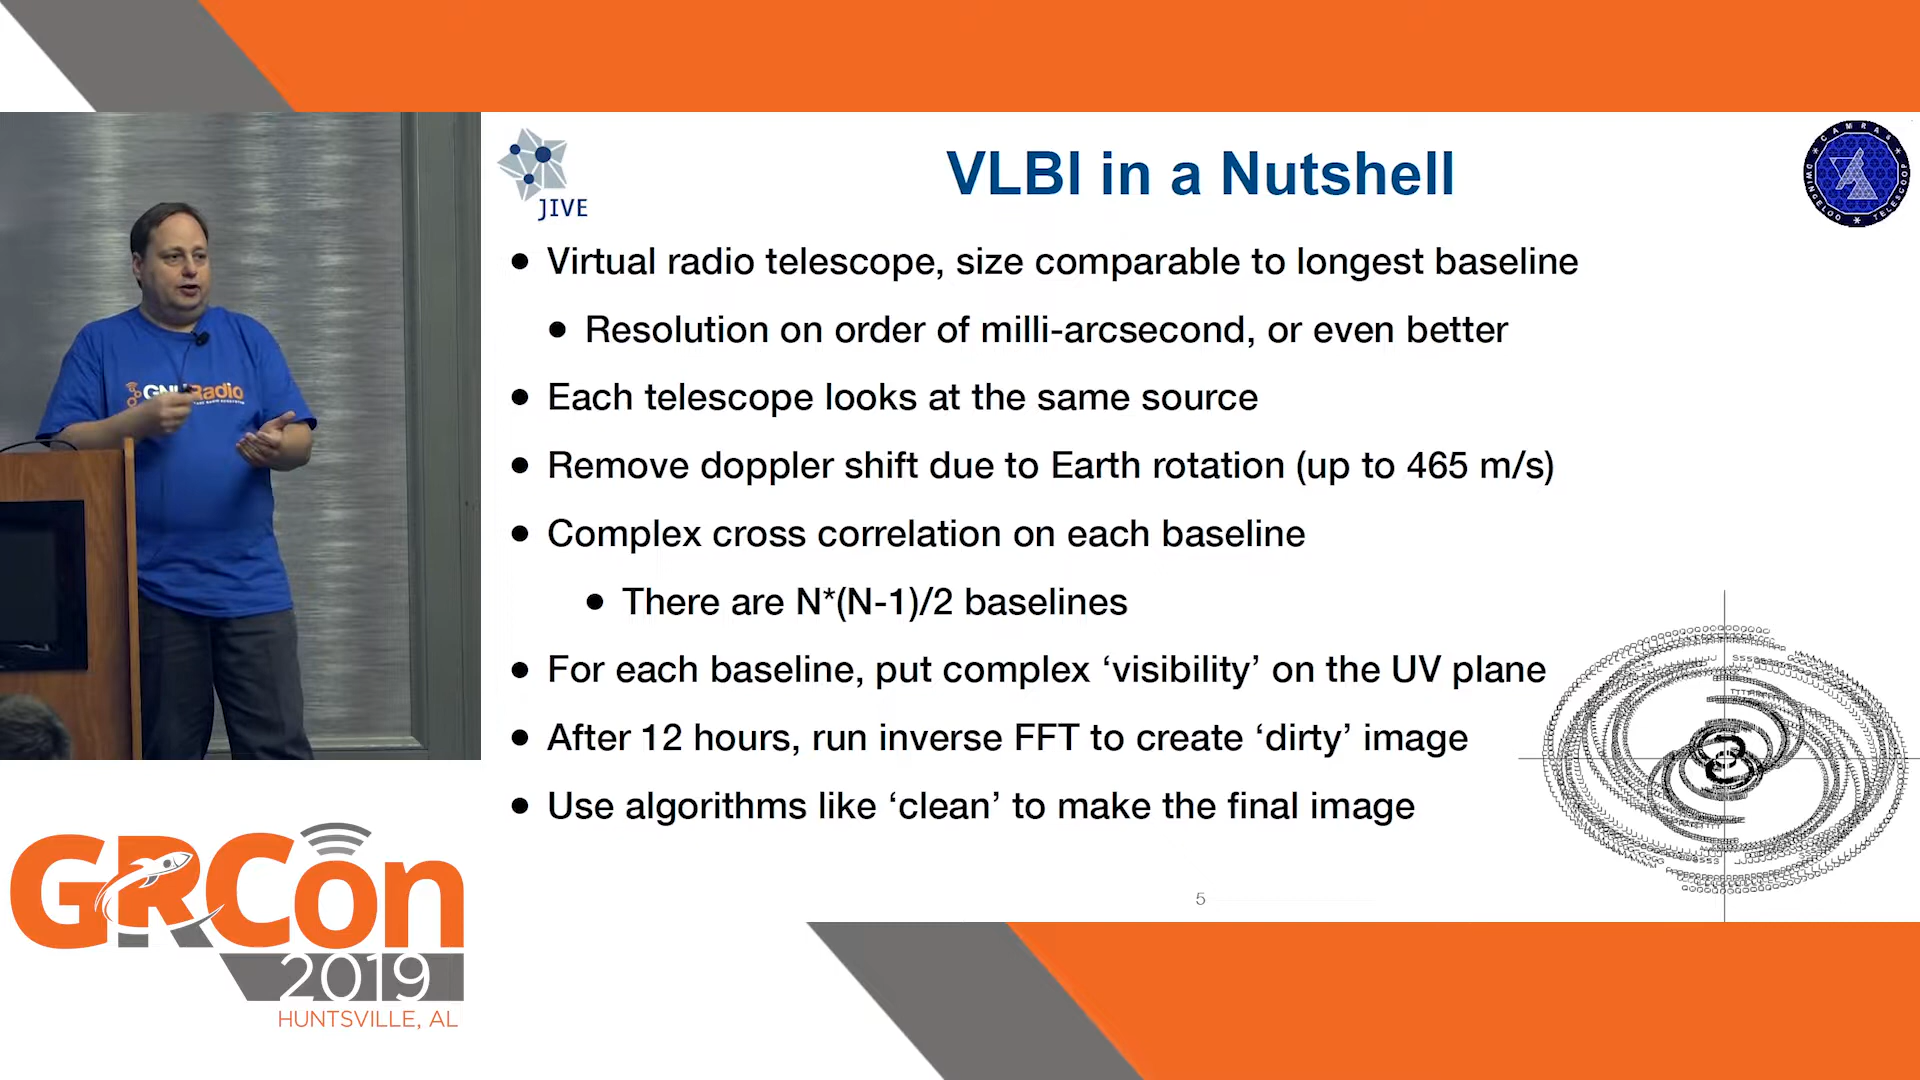 JIVE
VLBI in a Nutshell
CAMRAS
DWINGELOO TELESCOOP
• Virtual radio telescope, size comparable to longest baseline
• Resolution on order of milli-arcsecond, or even better
• Each telescope looks at the same source
• Remove doppler shift due to Earth rotation (up to 465 m/s)
• Complex cross correlation on each baseline
• There are N*(N-1)/2 baselines
• For each baseline, put complex ‘visibility’ on the UV plane
• After 12 hours, run inverse FFT to create ‘dirty’ image
• Use algorithms like ‘clean’ to make the final image
5
GNURadio
GRCon
2019
HUNTSVILLE, AL